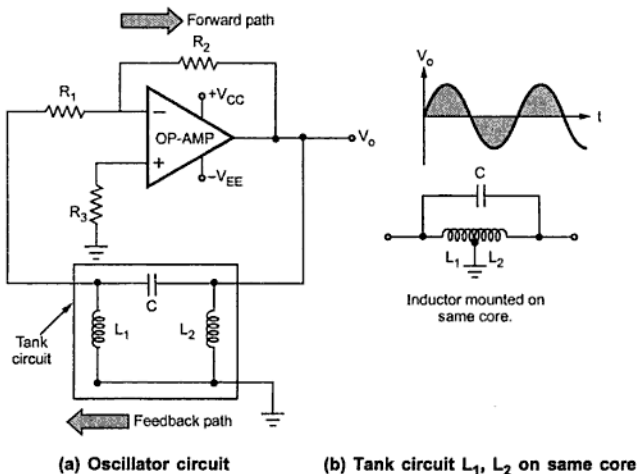 Forward path
R2
R1
+VCC
−
OP-AMP
+
−VEE
Vo
R3
C
L1
L2
Tank
circuit
Feedback path
(a) Oscillator circuit
Vo
t
C
L1
L2
Inductor mounted on
same core.
(b) Tank circuit L1, L2 on same core